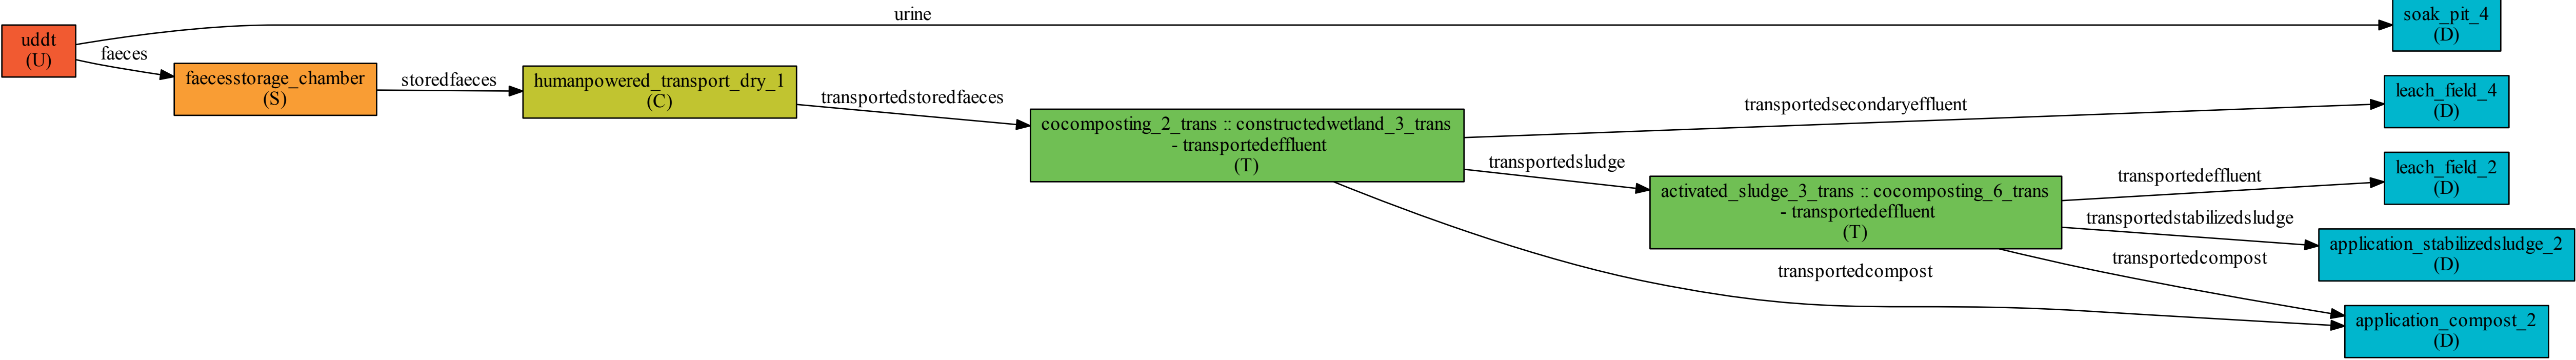 urine
soak_pit_4
(D)
uddt
(U)
faeces
faecesstorage_chamber
(S)
storedfaeces
humanpowered_transport_dry_1
(C)
transportedstoredfaeces
cocomposting_2_trans :: constructedwetland_3_trans
- transportedeffluent
(T)
transportedsecondaryeffluent
leach_field_4
(D)
transportedsludge
activated_sludge_3_trans :: cocomposting_6_trans
- transportedeffluent
(T)
transportedeffluent
leach_field_2
(D)
transportedstabilizedsludge
application_stabilizedsludge_2
(D)
transportedcompost
transportedcompost
application_compost_2
(D)